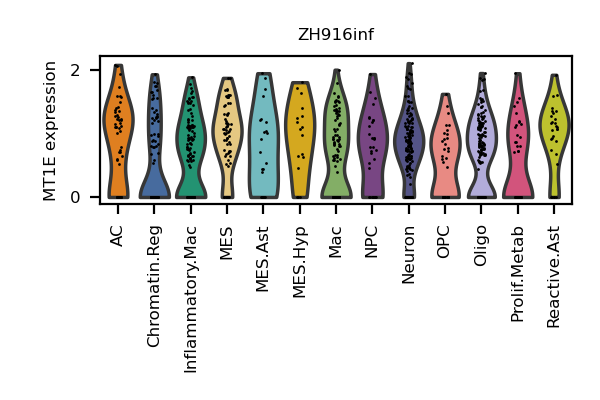 ZH916inf
MT1E expression
2
0
AC
Chromatin.Reg
Inflammatory.Mac
MES
MES.Ast
MES.Hyp
Mac
NPC
Neuron
OPC
Oligo
Prolif.Metab
Reactive.Ast